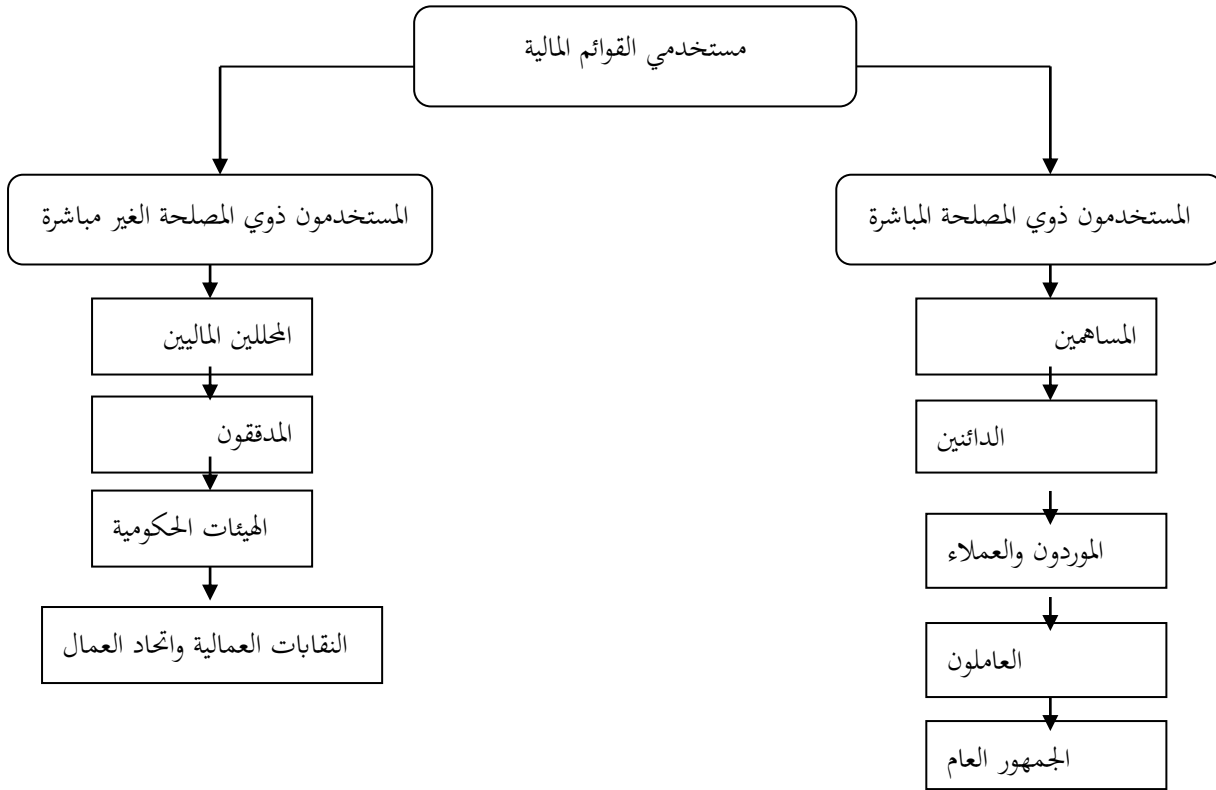 مستخدمي القوائم المالية
المستخدمون ذوي المصلحة المباشرة
المستخدمون ذوي المصلحة الغير مباشرة
المساهمين
المحللين الماليين
الدائنين
المدققون
الموردون والعملاء
الهيئات الحكومية
العاملون
النقابات العمالية واتحاد العمال
الجمهور العام